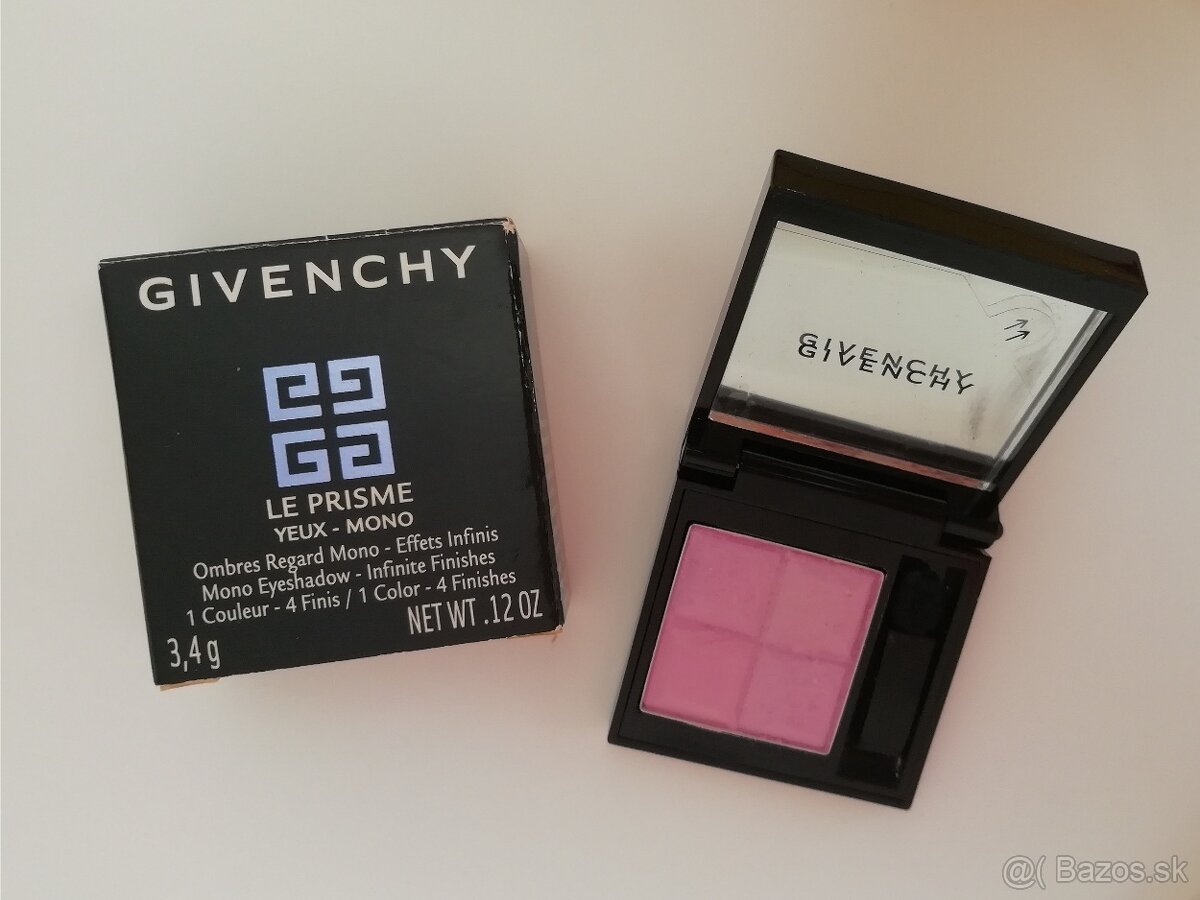 GIVENCHY
LE PRISME
YEUX - MONO
Ombres Regard Mono - Effets Infinis
Mono Eyeshadow - Infinite Finishes
1 Couleur - 4 Finis / 1 Color - 4 Finishes
3,4 g
NET WT .12 OZ
GIVENCHY
GIVENCHY
@( Bazos.sk